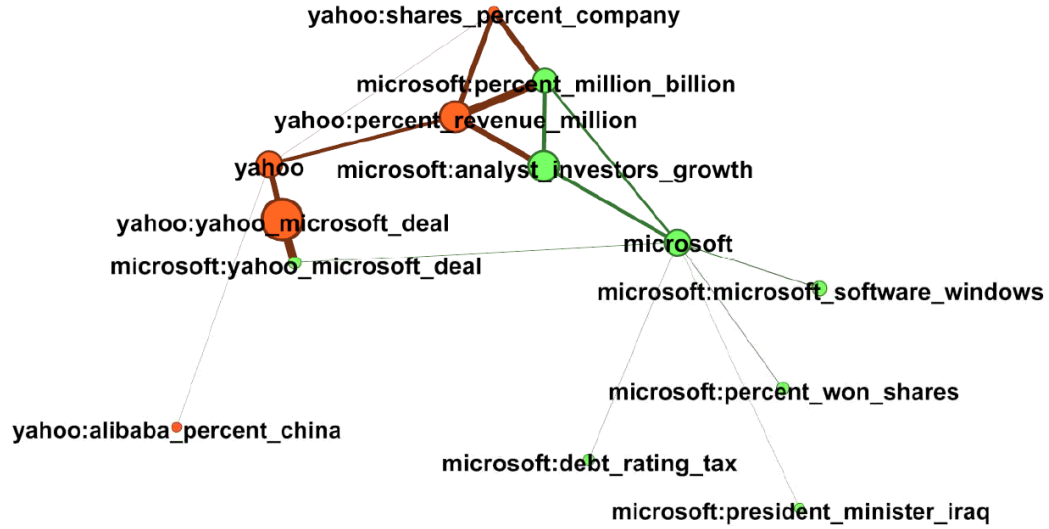 yahoo:shares_percent_company
microsoft:percent_million_billion
yahoo:percent_revenue_million
yahoo
microsoft:analyst_investors_growth
yahoo:yahoo_microsoft_deal
microsoft
microsoft:yahoo_microsoft_deal
microsoft:microsoft_software_windows
microsoft:percent_won_shares
yahoo:alibaba_percent_china
microsoft:debt_rating_tax
microsoft:president_minister_iraq